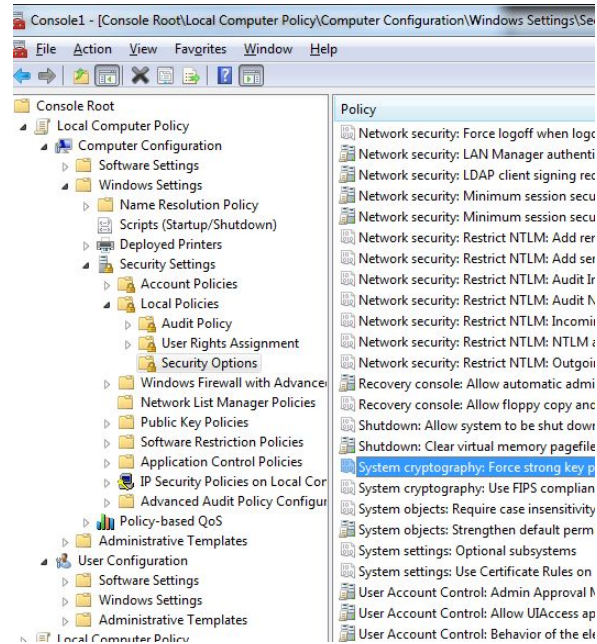 Console1 - [Console Root\Local Computer Policy\Computer Configuration\Windows Settings\Se
File Action View Favorites Window Help
Console Root
Local Computer Policy
Computer Configuration
Software Settings
Windows Settings
Name Resolution Policy
Scripts (Startup/Shutdown)
Deployed Printers
Security Settings
Account Policies
Local Policies
Audit Policy
User Rights Assignment
Security Options
Windows Firewall with Advance
Network List Manager Policies
Public Key Policies
Software Restriction Policies
Application Control Policies
IP Security Policies on Local Cor
Advanced Audit Policy Configur
Policy-based QoS
Administrative Templates
User Configuration
Software Settings
Windows Settings
Administrative Templates
Local Computer Policy
Policy
Network security: Force logoff when logo
Network security: LAN Manager authenti
Network security: LDAP client signing req
Network security: Minimum session secu
Network security: Minimum session secu
Network security: Restrict NTLM: Add rem
Network security: Restrict NTLM: Add ser
Network security: Restrict NTLM: Audit In
Network security: Restrict NTLM: Audit N
Network security: Restrict NTLM: Incomin
Network security: Restrict NTLM: NTLM a
Network security: Restrict NTLM: Outgoin
Recovery console: Allow automatic admi
Recovery console: Allow floppy copy and
Shutdown: Allow system to be shut down
Shutdown: Clear virtual memory pagefile
System cryptography: Force strong key p
System cryptography: Use FIPS complian
System objects: Require case insensitivity
System objects: Strengthen default perm
System settings: Optional subsystems
System settings: Use Certificate Rules on
User Account Control: Admin Approval M
User Account Control: Allow UIAccess ap
User Account Control: Behavior of the ele